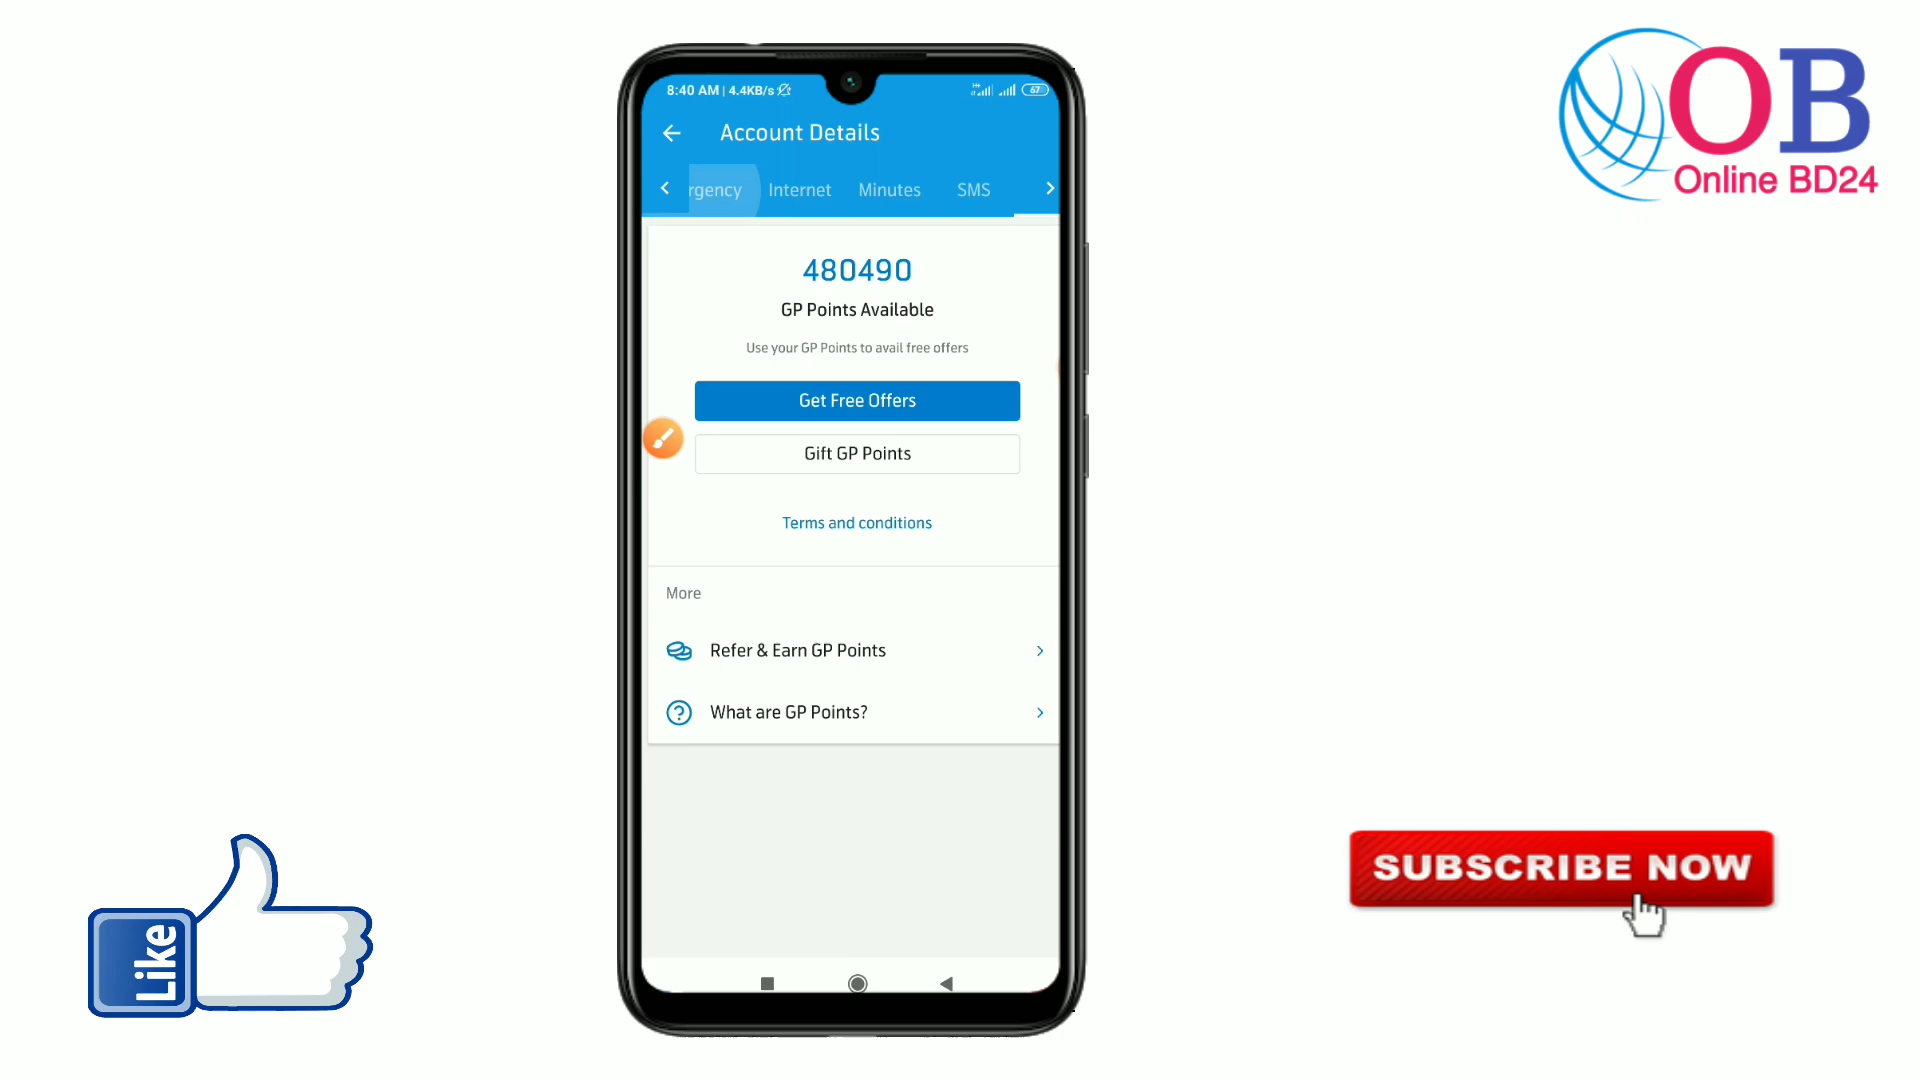 OB
Online BD24
8:40 AM | 4.4KB/s
67
Account Details
rgency Internet Minutes SMS
480490
GP Points Available
Use your GP Points to avail free offers
Get Free Offers
Gift GP Points
Terms and conditions
More
Refer & Earn GP Points
What are GP Points?
Like
SUBSCRIBE NOW